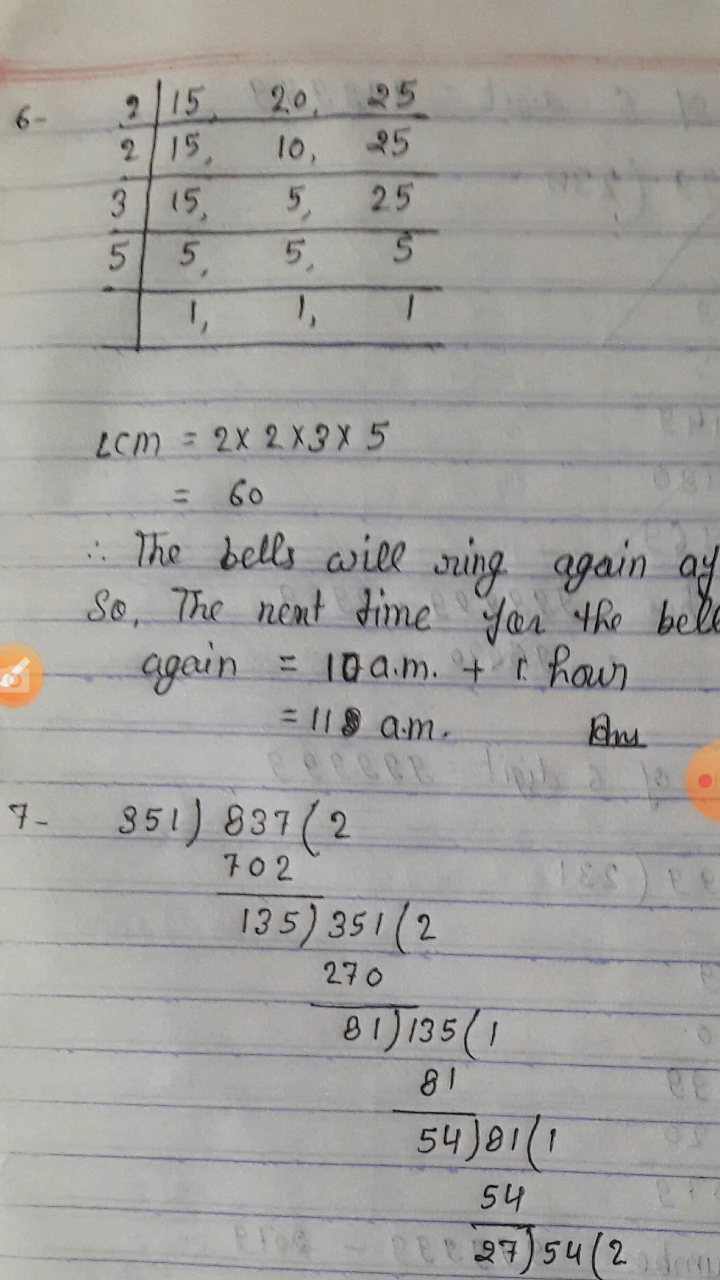 6- 2 | 15, 20, 25
2 | 15, 10, 25
3 | 15, 5, 25
5 | 5, 5, 5
1, 1, 1
LCM = 2 x 2 x 3 x 5
= 60
∴ The bells will ring again
So, The next time for the bell
again = 10 a.m. + 1 hour
= 11 a.m. Ans
7- 351) 837 (2
702
135) 351 (2
270
81) 135 (1
81
54) 81 (1
54
27) 54 (2